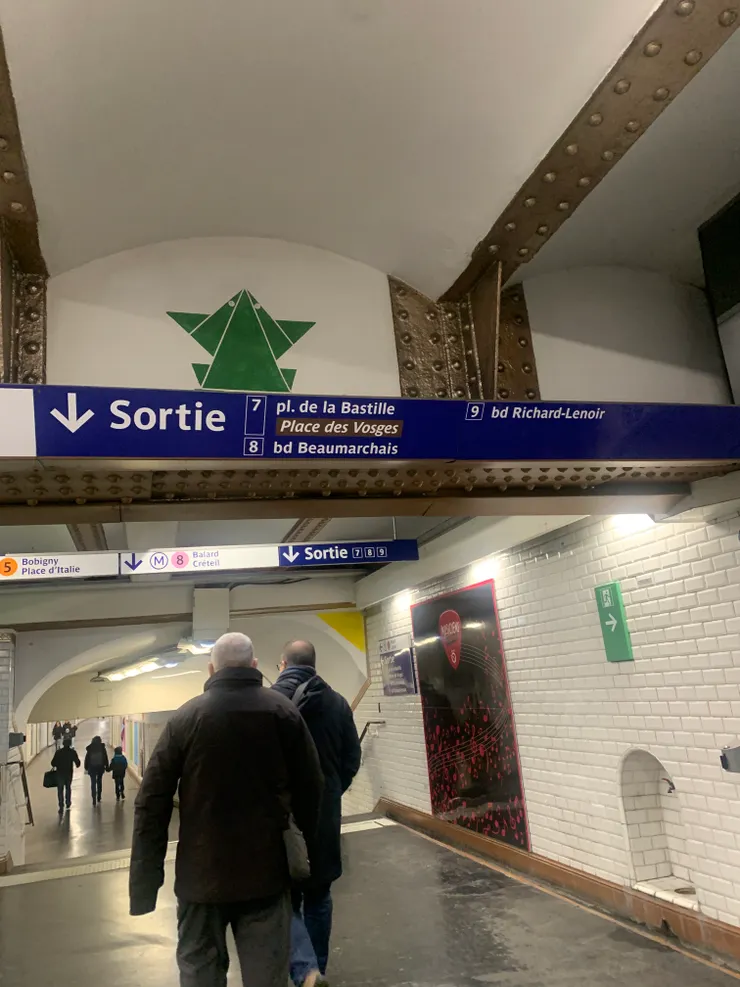 Sortie
7 pl. de la Bastille
Place des Vosges
8 bd Beaumarchais
9 bd Richard-Lenoir
5 Bobigny
Place d'Italie
M 8 Balard
Créteil
Sortie 7 8 9